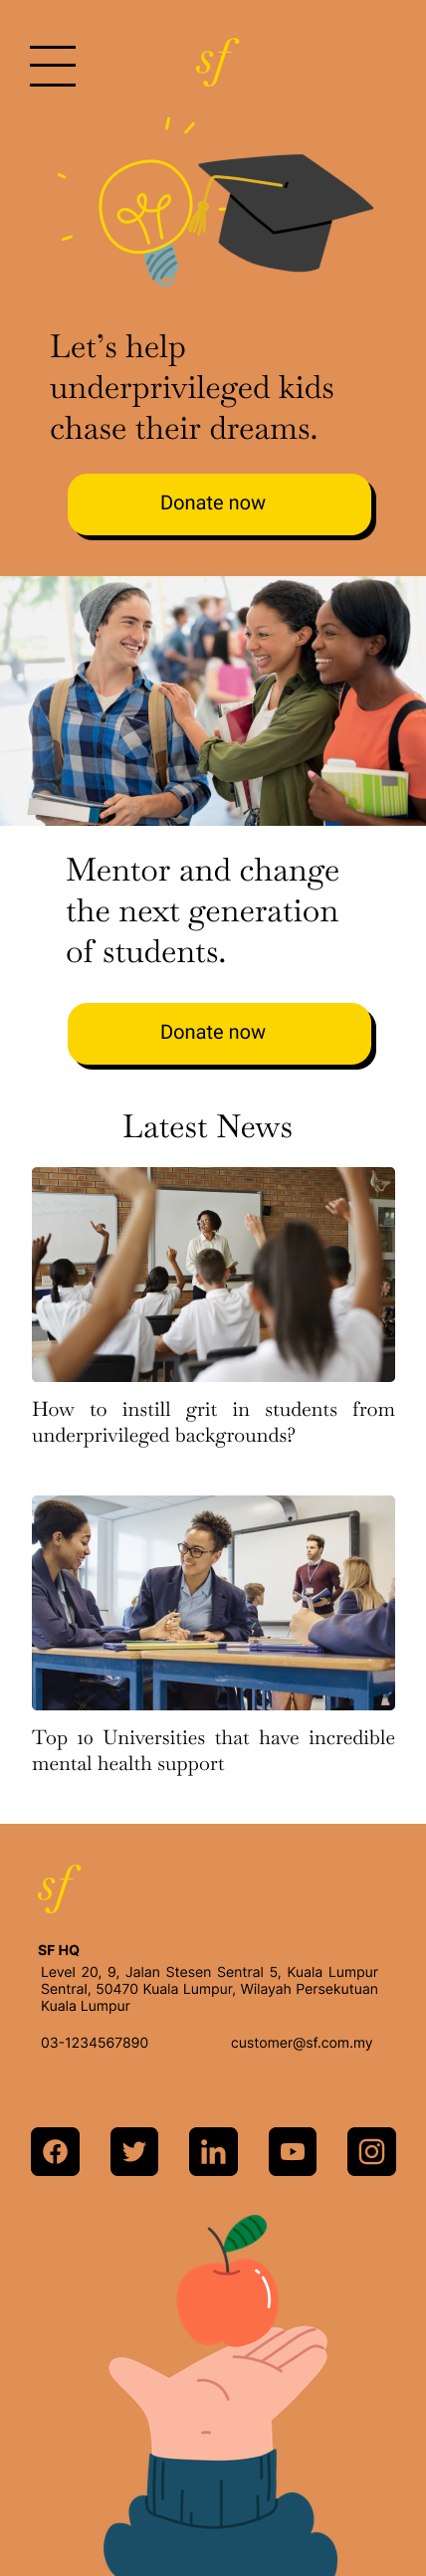 sf
Let’s help
underprivileged kids
chase their dreams.
Donate now
Mentor and change
the next generation
of students.
Donate now
Latest News
How to instill grit in students from
underprivileged backgrounds?
Top 10 Universities that have incredible
mental health support
sf
SF HQ
Level 20, 9, Jalan Stesen Sentral 5, Kuala Lumpur
Sentral, 50470 Kuala Lumpur, Wilayah Persekutuan
Kuala Lumpur
03-1234567890 customer@sf.com.my